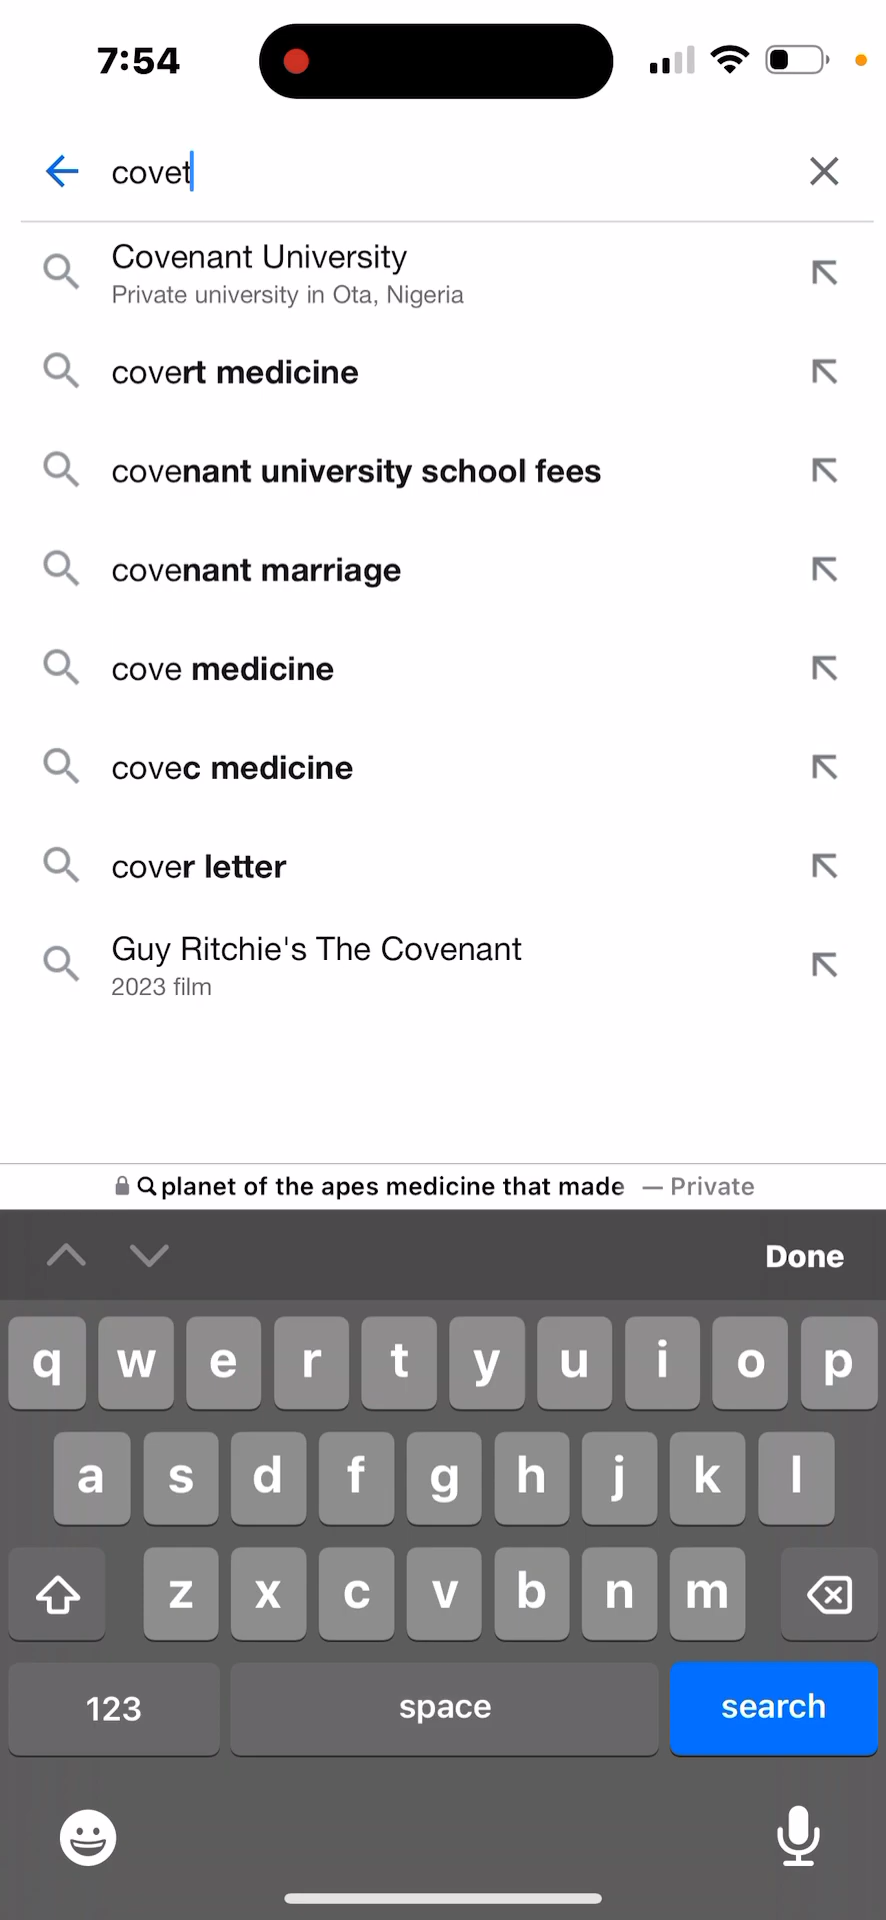 7:54
covet
Covenant University
Private university in Ota, Nigeria
covert medicine
covenant university school fees
covenant marriage
cove medicine
covec medicine
cover letter
Guy Ritchie's The Covenant
2023 film
planet of the apes medicine that made — Private
Done
q w e r t y u i o p
a s d f g h j k l
z x c v b n m
123 space search